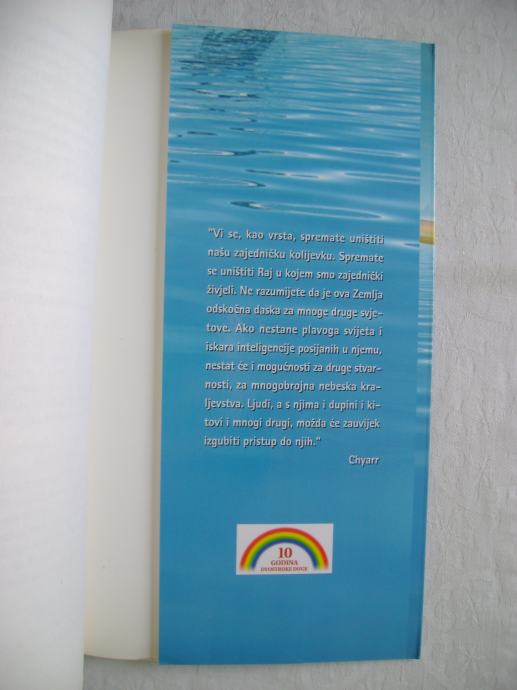 "Vi se, kao vrsta, spremate uništiti
našu zajedničku kolijevku. Spremate
se uništiti Raj u kojem smo zajednički
živjeli. Ne razumijete da je ova Zemlja
odskočna daska za mnoge druge svje-
tove. Ako nestane plavoga svijeta i
iskara inteligencije posijanih u njemu,
nestat će i mogućnosti za druge stvar-
nosti, za mnogobrojna nebeska kra-
ljevstva. Ljudi, a s njima i dupini i ki-
tovi i mnogi drugi, možda će zauvijek
izgubiti pristup do njih."
Chyarr
10
GODINA
DVOSTRUKE DUGE